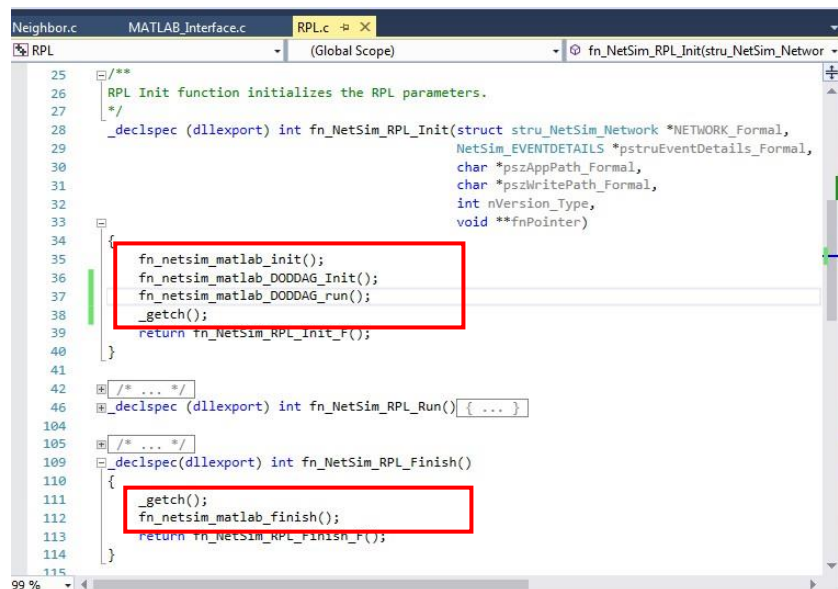 Neighbor.c MATLAB_Interface.c RPL.c
RPL (Global Scope) fn_NetSim_RPL_Init(stru_NetSim_Networ
25 /**
26 RPL Init function initializes the RPL parameters.
27 */
28 _declspec (dllexport) int fn_NetSim_RPL_Init(struct stru_NetSim_Network *NETWORK_Formal,
29 NetSim_EVENTDETAILS *pstruEventDetails_Formal,
30 char *pszAppPath_Formal,
31 char *pszWritePath_Formal,
32 int nVersion_Type,
33 void **fnPointer)
34 {
35 fn_netsim_matlab_init();
36 fn_netsim_matlab_DODDAG_Init();
37 fn_netsim_matlab_DODDAG_run();
38 _getch();
39 return fn_NetSim_RPL_Init_F();
40 }
41
42 /* ... */
46 _declspec (dllexport) int fn_NetSim_RPL_Run() { ... }
104
105 /* ... */
109 _declspec(dllexport) int fn_NetSim_RPL_Finish()
110 {
111 _getch();
112 fn_netsim_matlab_finish();
113 return fn_NetSim_RPL_Finish_F();
114 }
115
99 %